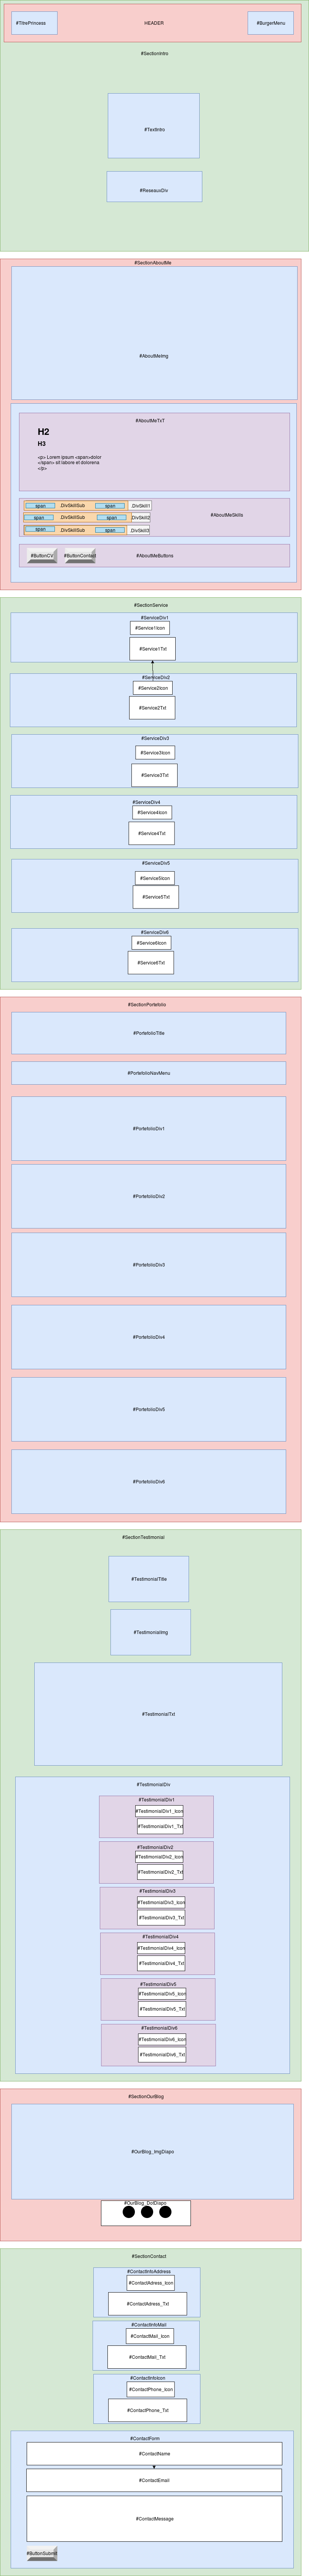 #TitrePrincess
HEADER
#BurgerMenu
#SectionIntro
#TextIntro
#ReseauxDiv
#SectionAboutMe
#AboutMeImg
#AboutMeTxT
H2
H3
<p> Lorem ipsum <span>dolor
</span> sit labore et dolorena
</p>
span
.DivSkillSub
span
.DivSkill1
span
.DivSkillSub
span
.DivSkill2
span
.DivSkillSub
span
.DivSkill3
#AboutMeSkills
#ButtonCV
#ButtonContact
#AboutMeButtons
#SectionService
#ServiceDiv1
#Service1Icon
#Service1Txt
#ServiceDiv2
#Service2Icon
#Service2Txt
#ServiceDiv3
#Service3Icon
#Service3Txt
#ServiceDiv4
#Service4Icon
#Service4Txt
#ServiceDiv5
#Service5Icon
#Service5Txt
#ServiceDiv6
#Service6Icon
#Service6Txt
#SectionPortefolio
#PortefolioTitle
#PortefolioNavMenu
#PortefolioDiv1
#PortefolioDiv2
#PortefolioDiv3
#PortefolioDiv4
#PortefolioDiv5
#PortefolioDiv6
#SectionTestimonial
#TestimonialTitle
#TestimonialImg
#TestimonialTxt
#TestimonialDiv
#TestimonialDiv1
#TestimonialDiv1_Icon
#TestimonialDiv1_Txt
#TestimonialDiv2
#TestimonialDiv2_Icon
#TestimonialDiv2_Txt
#TestimonialDiv3
#TestimonialDiv3_Icon
#TestimonialDiv3_Txt
#TestimonialDiv4
#TestimonialDiv4_Icon
#TestimonialDiv4_Txt
#TestimonialDiv5
#TestimonialDiv5_Icon
#TestimonialDiv5_Txt
#TestimonialDiv6
#TestimonialDiv6_Icon
#TestimonialDiv6_Txt
#SectionOurBlog
#OurBlog_ImgDiapo
#OurBlog_DotDiapo
#SectionContact
#ContactInfoAddress
#ContactAdress_Icon
#ContactAdress_Txt
#ContactInfoMail
#ContactMail_Icon
#ContactMail_Txt
#ContactInfoIcon
#ContactPhone_Icon
#ContactPhone_Txt
#ContactForm
#ContactName
#ContactEmail
#ContactMessage
#ButtonSubmit